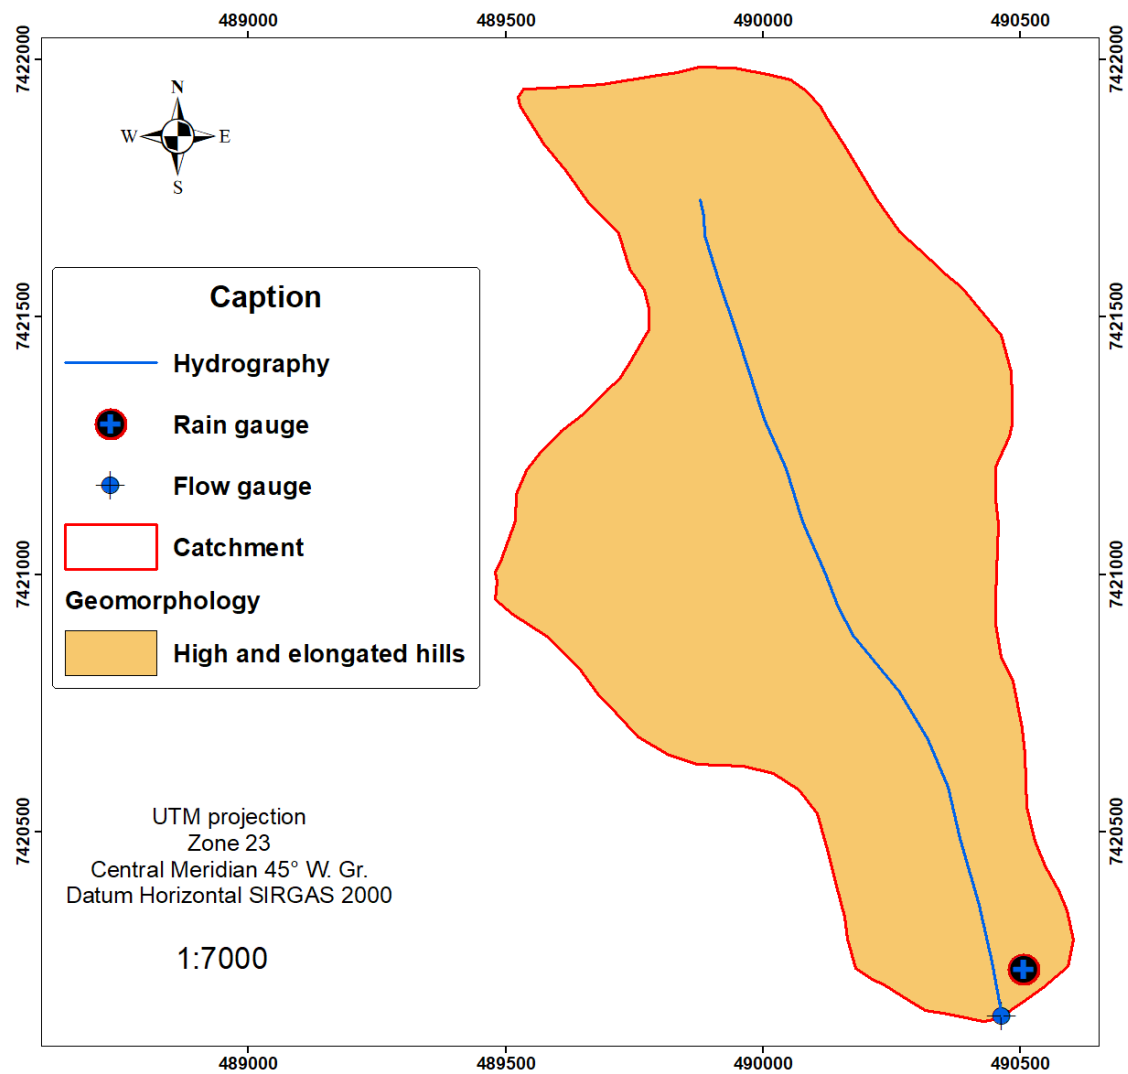 489000
489500
490000
490500
7422000
7422000
N
W
E
S
Caption
7421500
7421500
Hydrography
Rain gauge
Flow gauge
Catchment
7421000
7421000
Geomorphology
High and elongated hills
UTM projection
7420500
7420500
Zone 23
Central Meridian 45° W. Gr.
Datum Horizontal SIRGAS 2000
1:7000
489000
489500
490000
490500